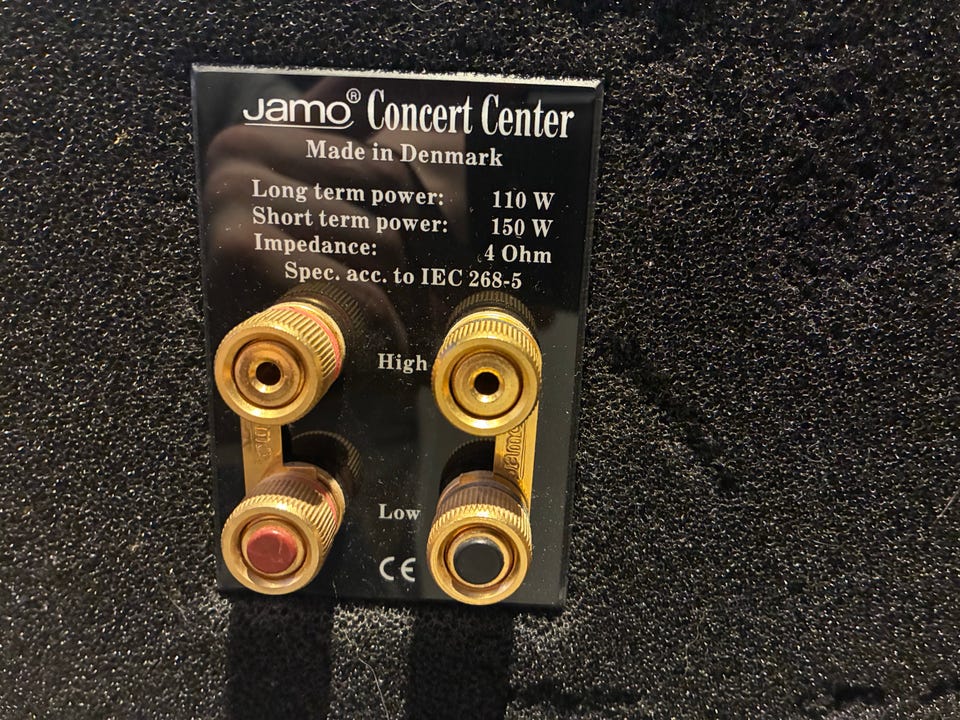 Jamo® Concert Center
Made in Denmark
Long term power: 110 W
Short term power: 150 W
Impedance: 4 Ohm
Spec. acc. to IEC 268-5
High
Low
CE